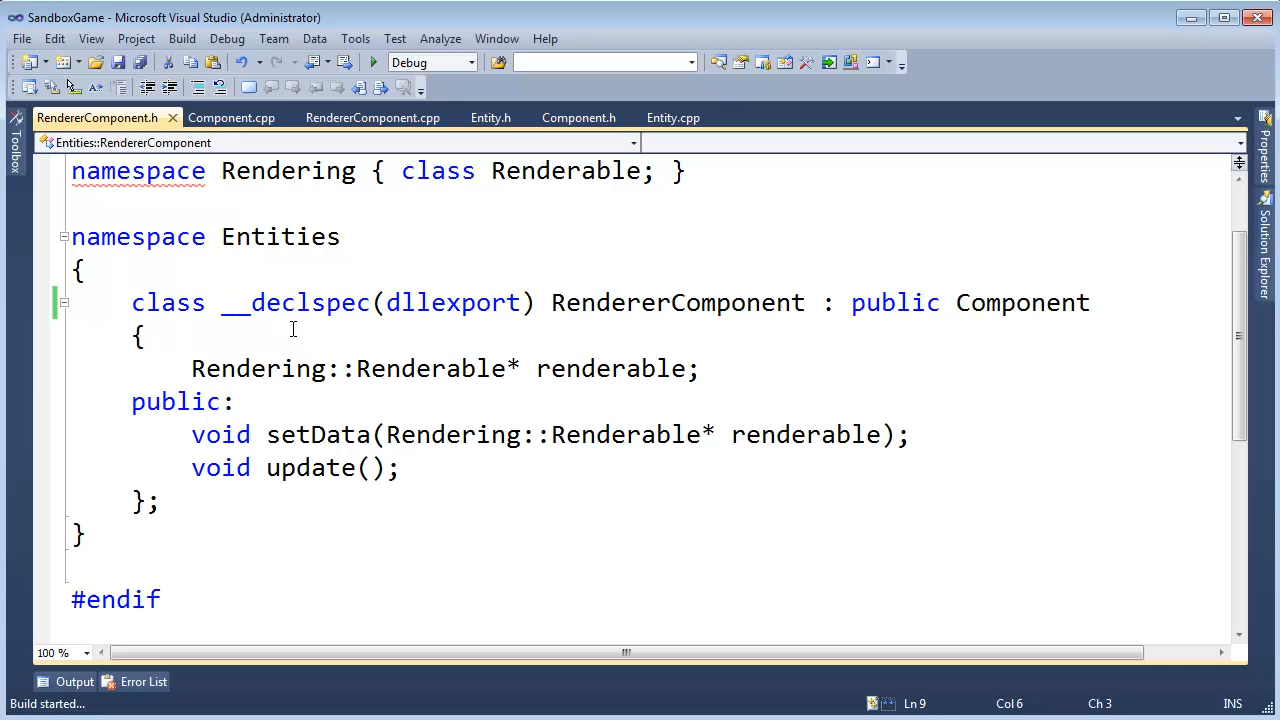 SandboxGame - Microsoft Visual Studio (Administrator)
File Edit View Project Build Debug Team Data Tools Test Analyze Window Help
Debug
RendererComponent.h Component.cpp RendererComponent.cpp Entity.h Component.h Entity.cpp
Entities::RendererComponent
Toolbox
Properties
Solution Explorer
namespace Rendering { class Renderable; }
namespace Entities
{
class __declspec(dllexport) RendererComponent : public Component
{
Rendering::Renderable* renderable;
public:
void setData(Rendering::Renderable* renderable);
void update();
};
}
#endif
100 %
Output Error List
Build started... Ln 9 Col 6 Ch 3 INS